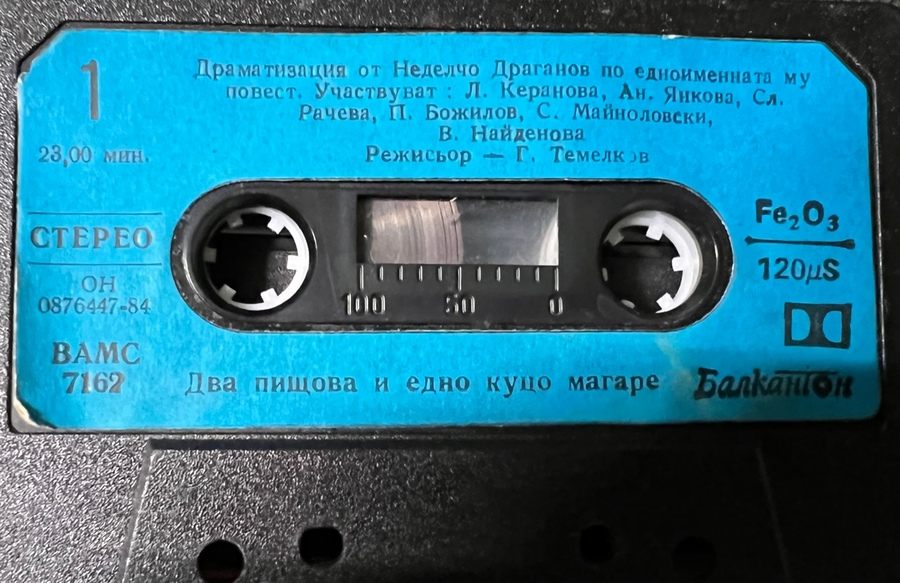 1
Драматизация от Неделчо Драганов по едноименната му
повест. Участвуват : Л. Керанова, Ан. Янкова, Сл.
Рачева, П. Божилов, С. Майноловски,
В. Найденова
Режисьор — Г. Темелков
23,00 мин.
СТЕРЕО
ОН
0876447-84
ВАМС
7162
100 50 0
Fe₂O₃
120µS
Два пищова и едно куцо магаре
Балкантон